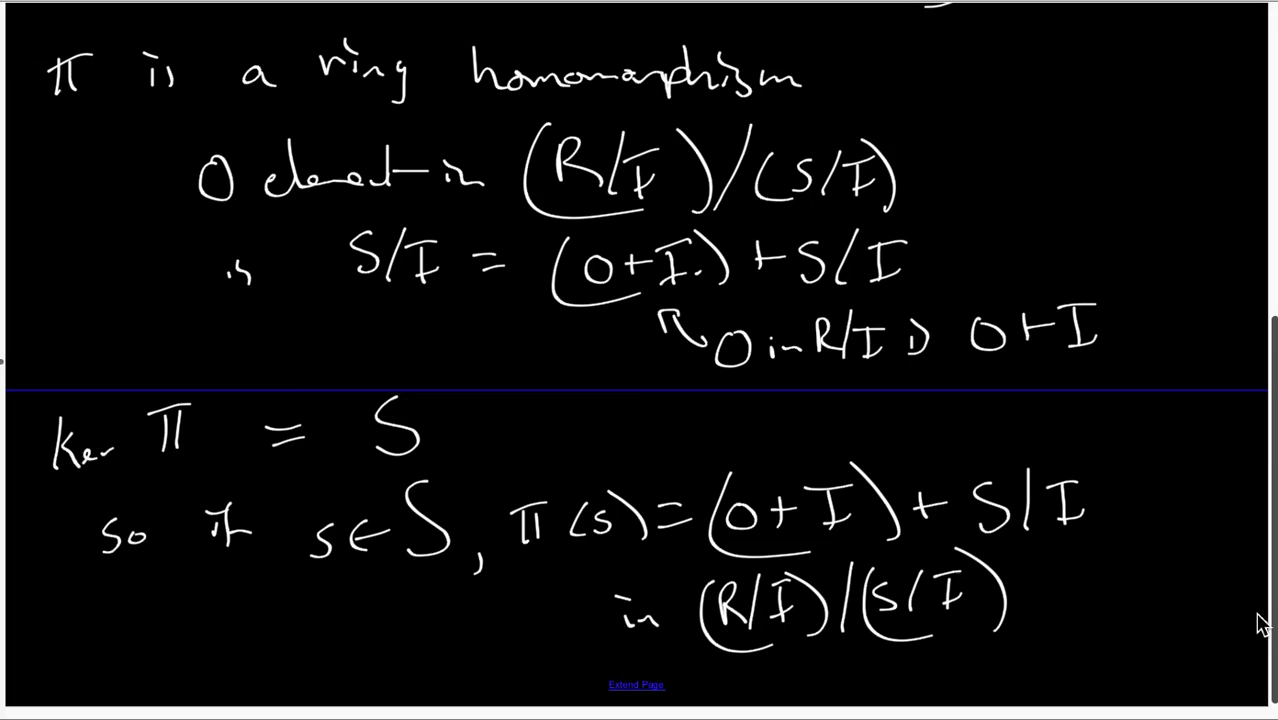 π is a ring homomorphism
0 element in (R/I)/(S/I)
is S/I = (0+I) + S/I
0 in R/I is 0+I
ker π = S
so if s∈S, π(s) = (0+I) + S/I
in (R/I)/(S/I)
Extend Page